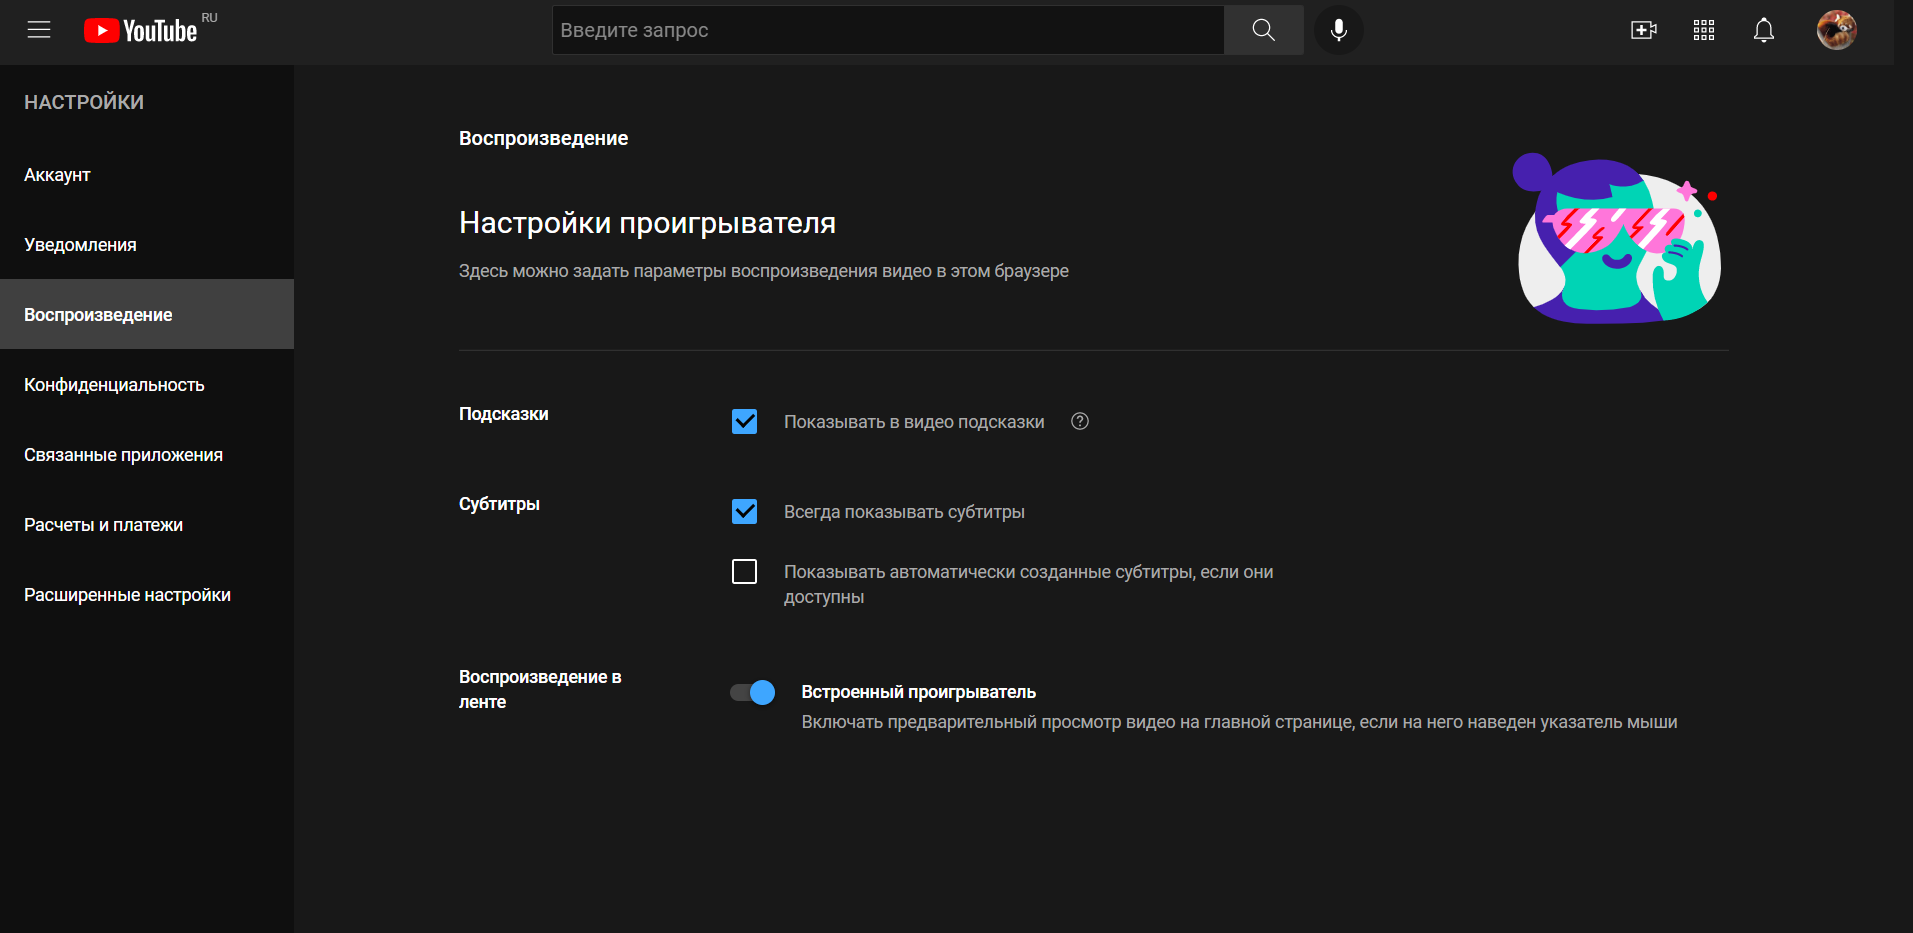 YouTube RU
Введите запрос
НАСТРОЙКИ
Аккаунт
Уведомления
Воспроизведение
Конфиденциальность
Связанные приложения
Расчеты и платежи
Расширенные настройки
Воспроизведение
Настройки проигрывателя
Здесь можно задать параметры воспроизведения видео в этом браузере
Подсказки
Показывать в видео подсказки
Субтитры
Всегда показывать субтитры
Показывать автоматически созданные субтитры, если они
доступны
Воспроизведение в
ленте
Встроенный проигрыватель
Включать предварительный просмотр видео на главной странице, если на него наведен указатель мыши